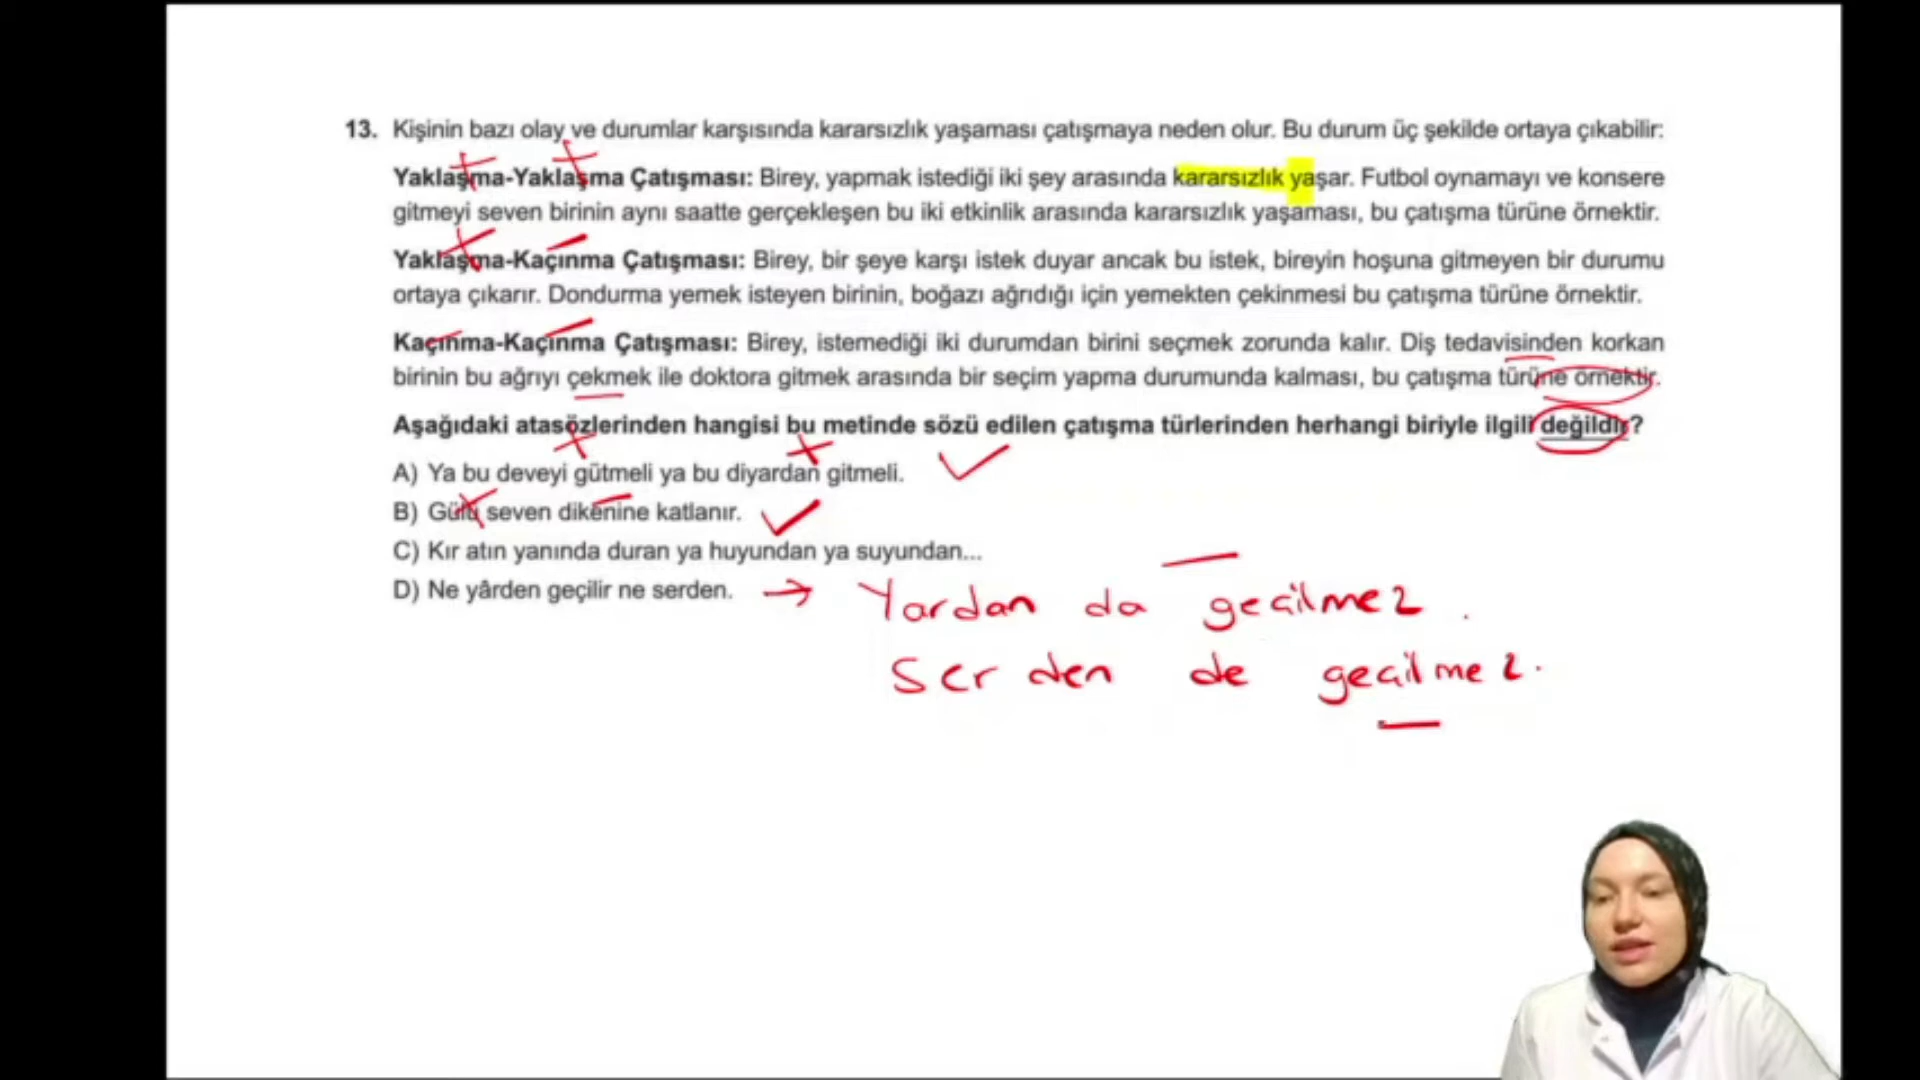 13. Kişinin bazı olay ve durumlar karşısında kararsızlık yaşaması çatışmaya neden olur. Bu durum üç şekilde ortaya çıkabilir:
Yaklaşma-Yaklaşma Çatışması: Birey, yapmak istediği iki şey arasında kararsızlık yaşar. Futbol oynamayı ve konsere
gitmeyi seven birinin aynı saatte gerçekleşen bu iki etkinlik arasında kararsızlık yaşaması, bu çatışma türüne örnektir.
Yaklaşma-Kaçınma Çatışması: Birey, bir şeye karşı istek duyar ancak bu istek, bireyin hoşuna gitmeyen bir durumu
ortaya çıkarır. Dondurma yemek isteyen birinin, boğazı ağrıdığı için yemekten çekinmesi bu çatışma türüne örnektir.
Kaçınma-Kaçınma Çatışması: Birey, istemediği iki durumdan birini seçmek zorunda kalır. Diş tedavisinden korkan
birinin bu ağrıyı çekmek ile doktora gitmek arasında bir seçim yapma durumunda kalması, bu çatışma türüne örnektir.
Aşağıdaki atasözlerinden hangisi bu metinde sözü edilen çatışma türlerinden herhangi biriyle ilgili değildir?
A) Ya bu deveyi gütmeli ya bu diyardan gitmeli.
B) Gülü seven dikenine katlanır.
C) Kır atın yanında duran ya huyundan ya suyundan...
D) Ne yârden geçilir ne serden. → Yardan da geçilmez.
Serden de geçilmez.